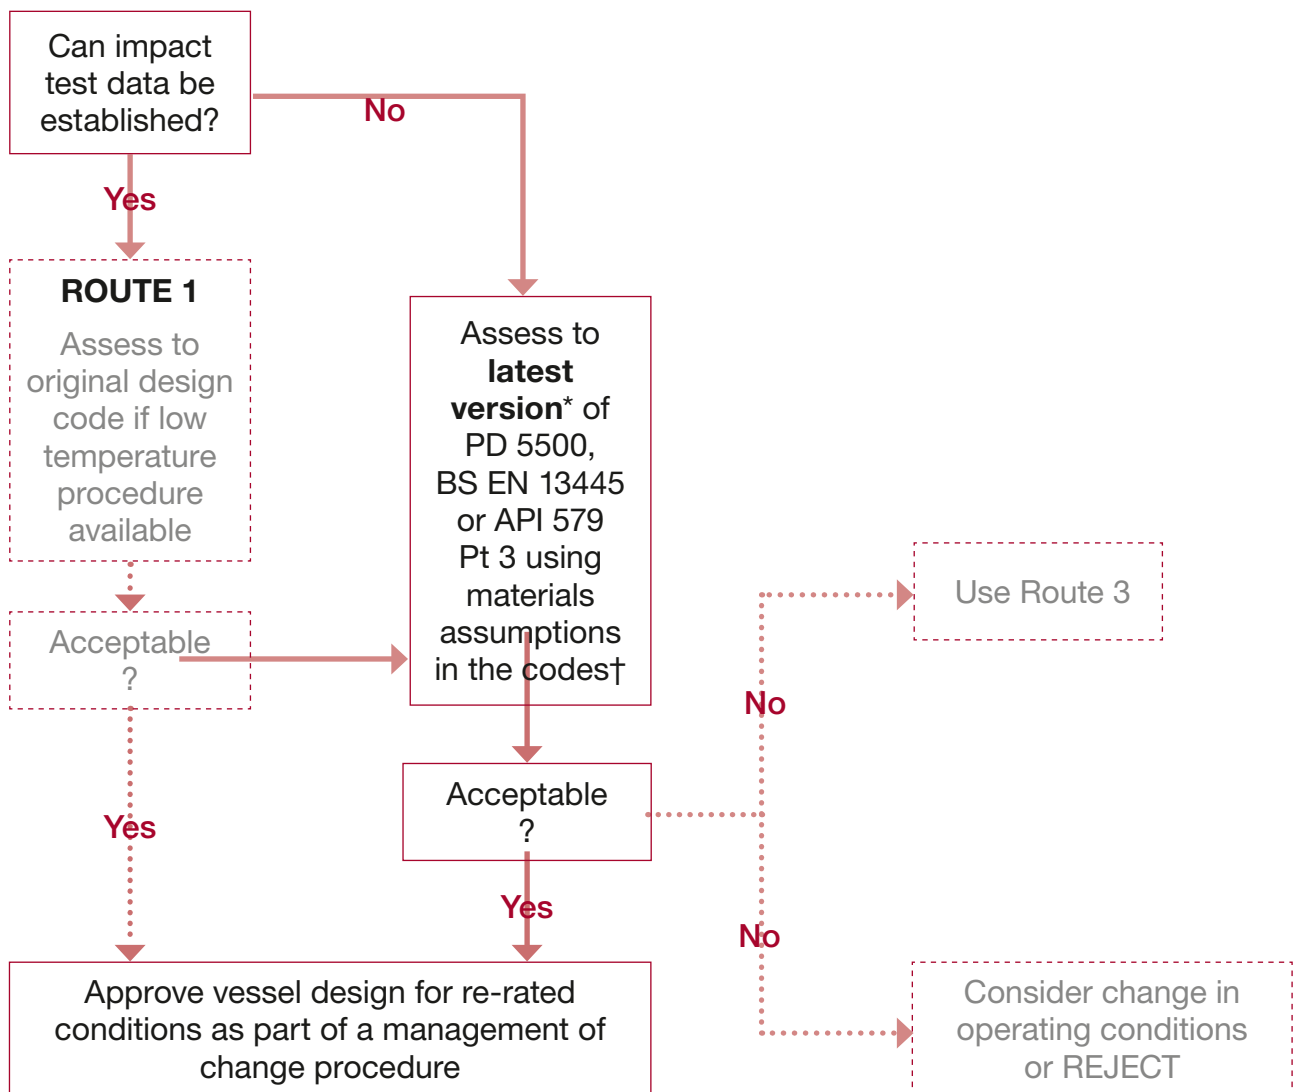 Can impact
test data be
established?
No
Yes
ROUTE 1
Assess to
original design
code if low
temperature
procedure
available
Assess to
latest
version* of
PD 5500,
BS EN 13445
or API 579
Pt 3 using
materials
assumptions
in the codes†
Acceptable
?
Use Route 3
No
Acceptable
?
Yes
Yes
No
Approve vessel design for re-rated
conditions as part of a management of
change procedure
Consider change in
operating conditions
or REJECT